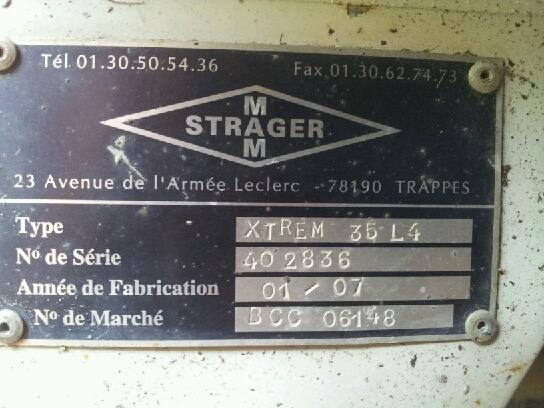 Tél 01.30.50.54.36 Fax 01.30.62.74.73
MAM
STRAGER
23 Avenue de l'Armée Leclerc - 78190 TRAPPES
Type XTREM 35 L4
Nº de Série 402836
Année de Fabrication 01/07
Nº de Marché BCC 06148